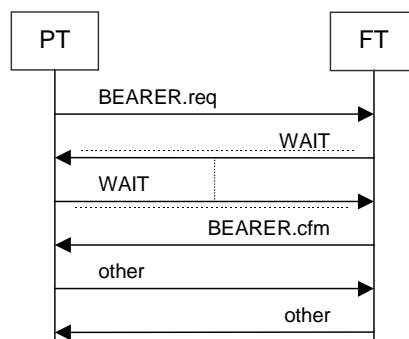 PT FT
BEARER.req
WAIT
WAIT
BEARER.cfm
other
other